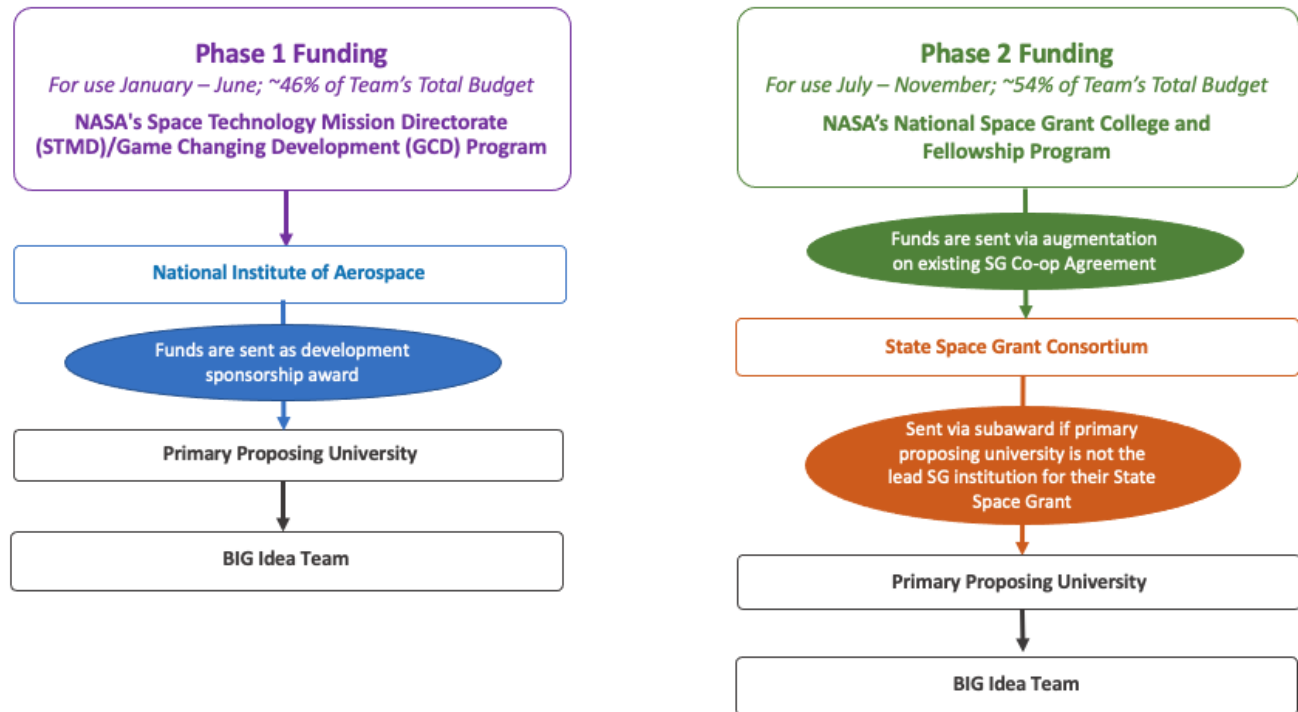 Phase 1 Funding
For use January – June; ~46% of Team's Total Budget
NASA's Space Technology Mission Directorate
(STMD)/Game Changing Development (GCD) Program
National Institute of Aerospace
Funds are sent as development
sponsorship award
Primary Proposing University
BIG Idea Team
Phase 2 Funding
For use July – November; ~54% of Team's Total Budget
NASA's National Space Grant College and
Fellowship Program
Funds are sent via augmentation
on existing SG Co-op Agreement
State Space Grant Consortium
Sent via subaward if primary
proposing university is not the
lead SG institution for their State
Space Grant
Primary Proposing University
BIG Idea Team